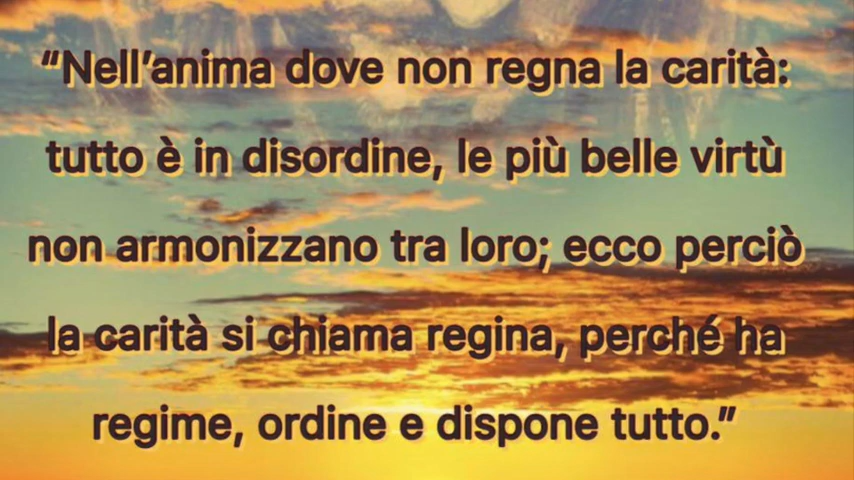 “Nell’anima dove non regna la carità:
tutto è in disordine, le più belle virtù
non armonizzano tra loro; ecco perciò
la carità si chiama regina, perché ha
regime, ordine e dispone tutto.”